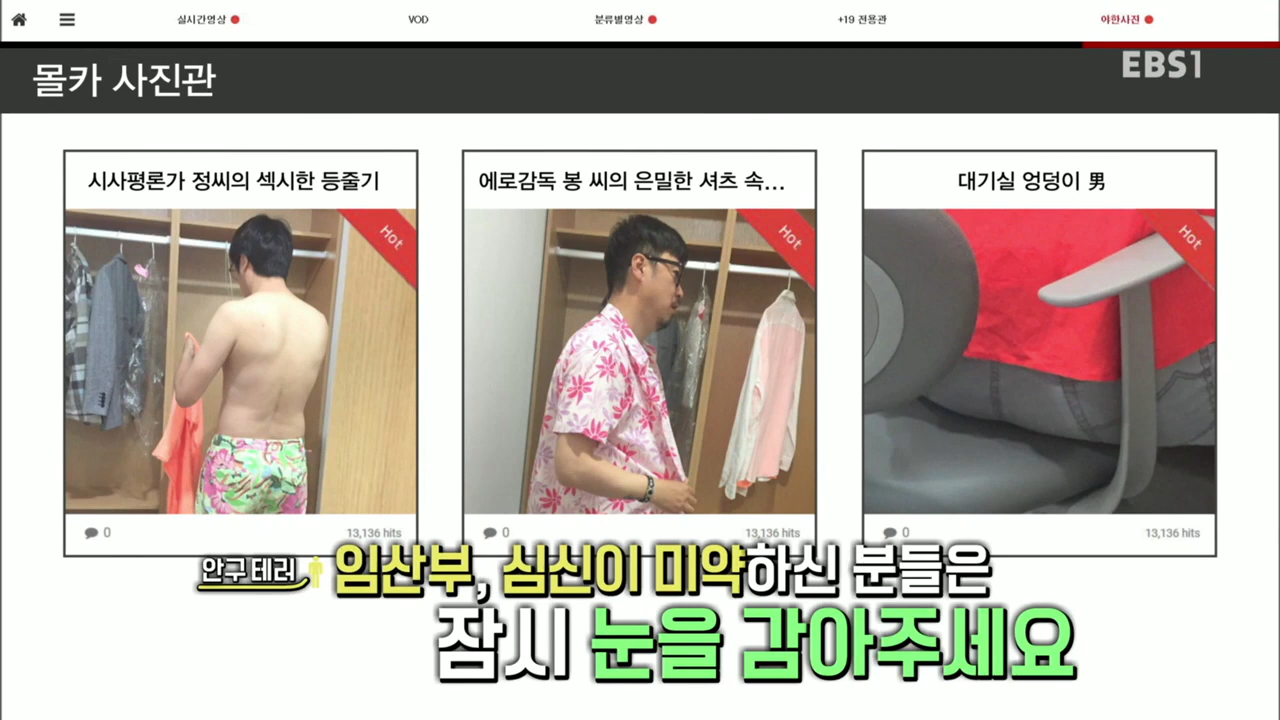 실시간영상
VOD
분류별영상
+19 전용관
야한사진
몰카 사진관
EBS1
시사평론가 정씨의 섹시한 등줄기
에로감독 봉 씨의 은밀한 셔츠 속...
대기실 엉덩이 男
Hot
Hot
Hot
0
13,136 hits
0
13,136 hits
0
13,136 hits
안구 테러
임산부, 심신이 미약하신 분들은
잠시 눈을 감아주세요